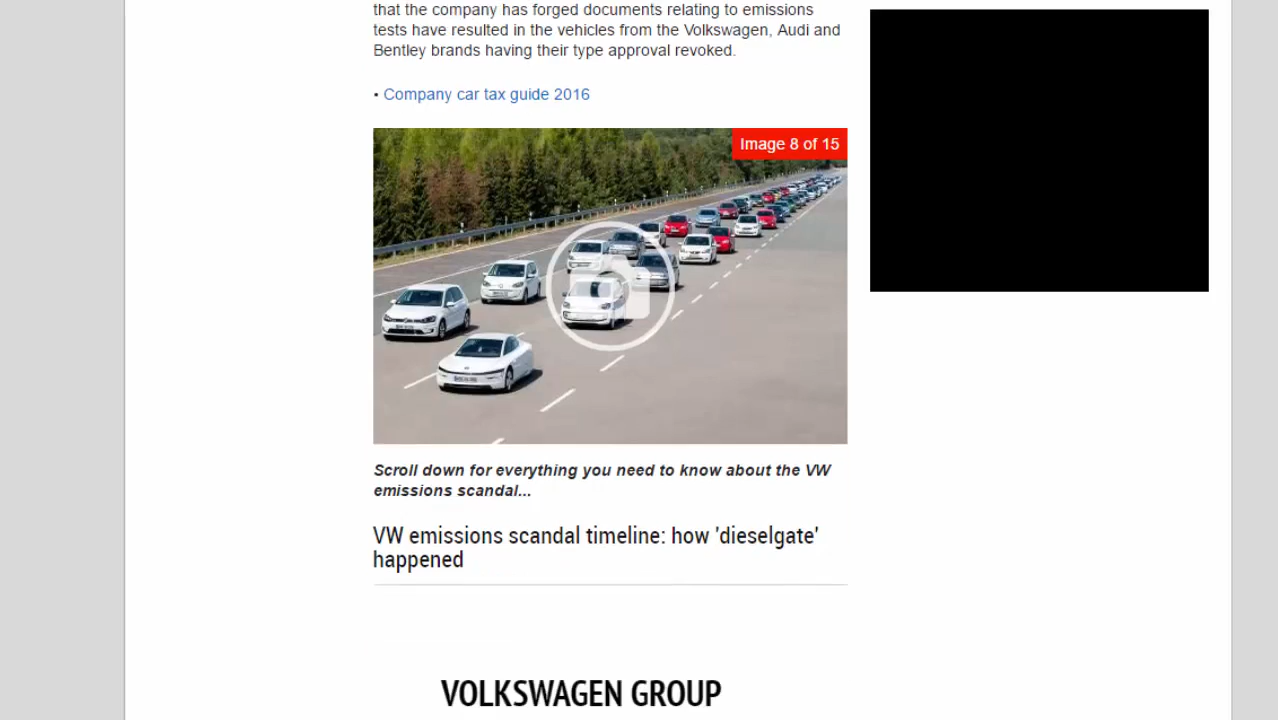 that the company has forged documents relating to emissions
tests have resulted in the vehicles from the Volkswagen, Audi and
Bentley brands having their type approval revoked.
• Company car tax guide 2016
Image 8 of 15
Scroll down for everything you need to know about the VW
emissions scandal...
VW emissions scandal timeline: how 'dieselgate'
happened
VOLKSWAGEN GROUP